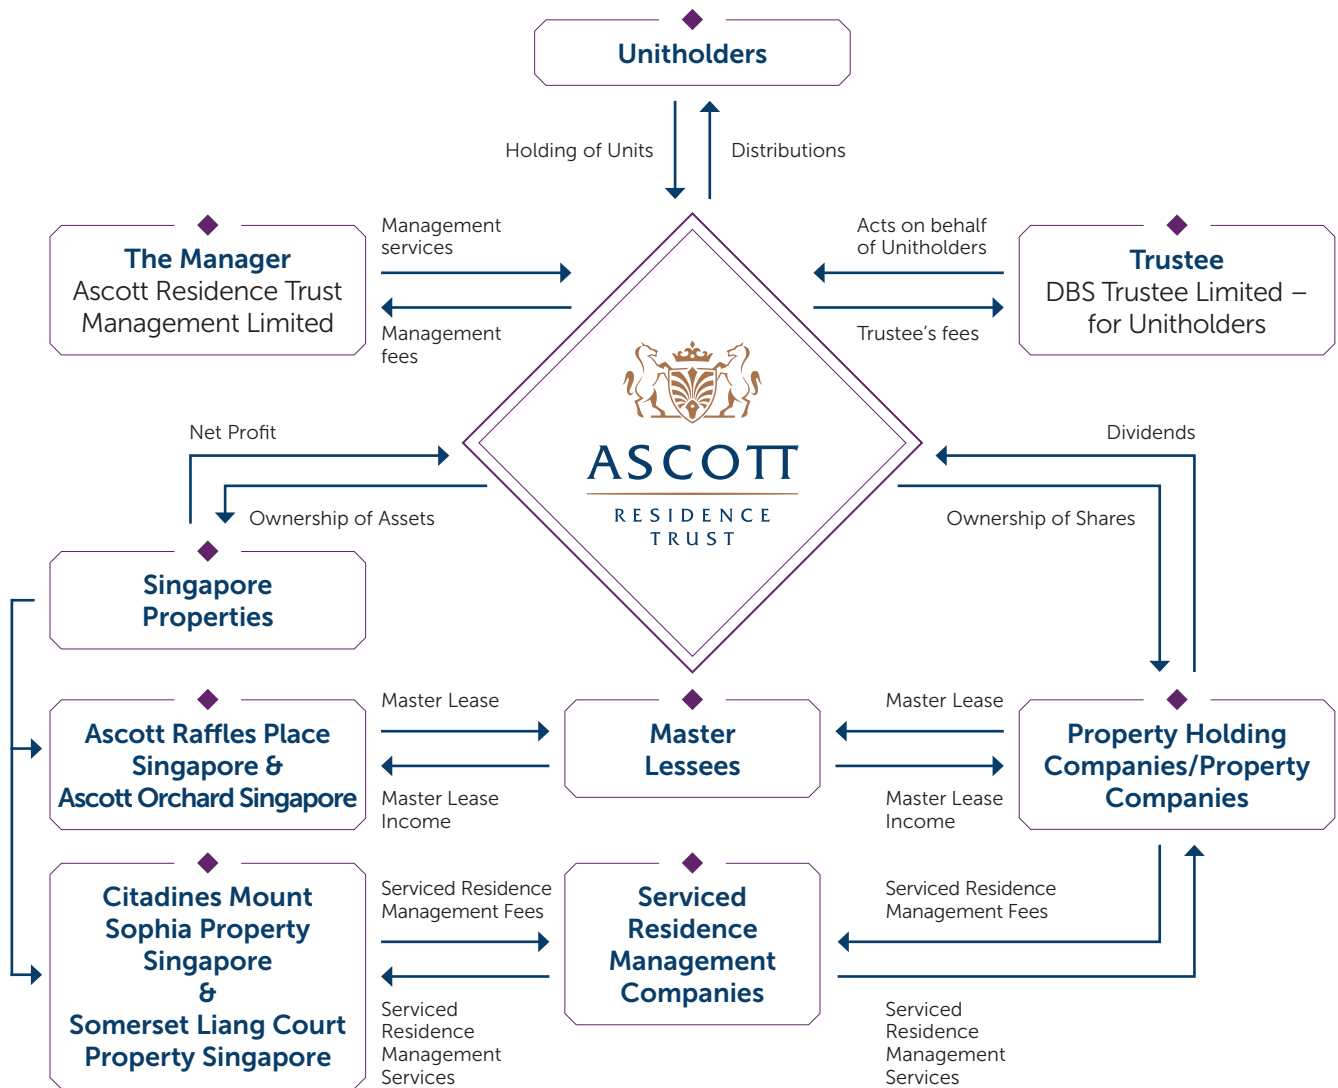 Unitholders
Holding of Units
Distributions
The Manager
Ascott Residence Trust
Management Limited
Management
services
Management
fees
Acts on behalf
of Unitholders
Trustee's fees
Trustee
DBS Trustee Limited –
for Unitholders
ASCOTT
RESIDENCE
TRUST
Net Profit
Ownership of Assets
Dividends
Ownership of Shares
Singapore
Properties
Ascott Raffles Place
Singapore &
Ascott Orchard Singapore
Master Lease
Master Lease
Income
Master
Lessees
Master Lease
Master Lease
Income
Property Holding
Companies/Property
Companies
Citadines Mount
Sophia Property
Singapore
&
Somerset Liang Court
Property Singapore
Serviced Residence
Management Fees
Serviced
Residence
Management
Services
Serviced
Residence
Management
Companies
Serviced Residence
Management Fees
Serviced
Residence
Management
Services